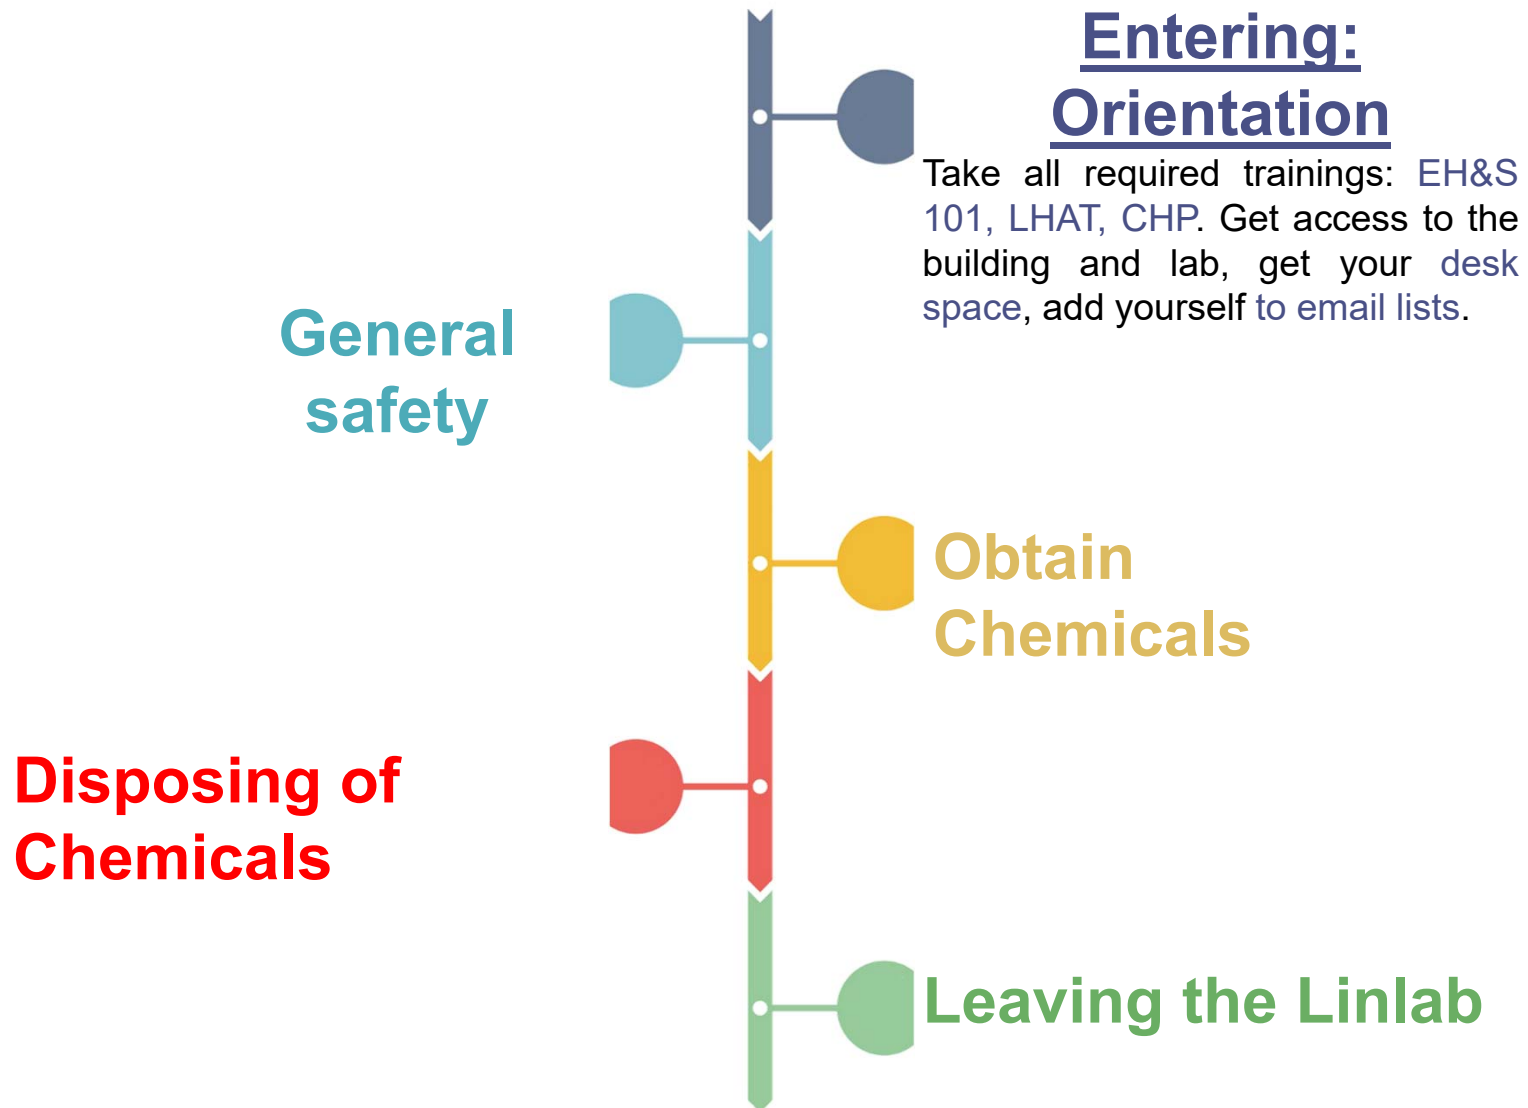 Entering:
Orientation
Take all required trainings: EH&S
101, LHAT, CHP. Get access to the
building and lab, get your desk
space, add yourself to email lists.
General
safety
Obtain
Chemicals
Disposing of
Chemicals
Leaving the Linlab